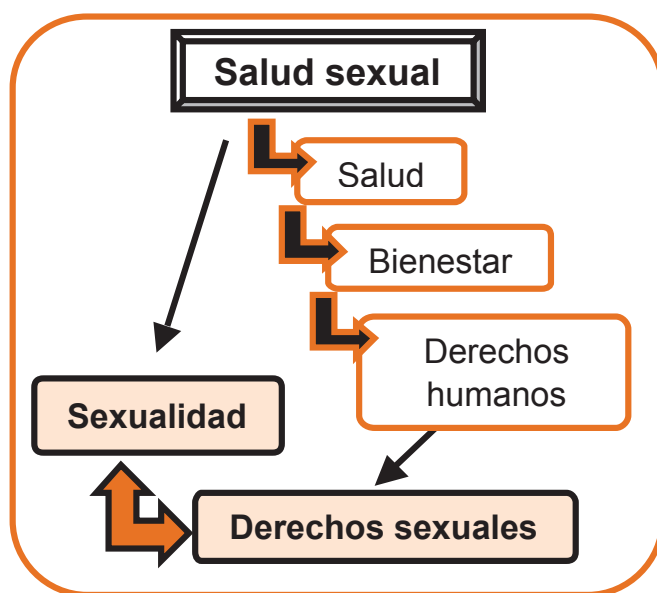 Salud sexual
Salud
Bienestar
Derechos
humanos
Sexualidad
Derechos sexuales